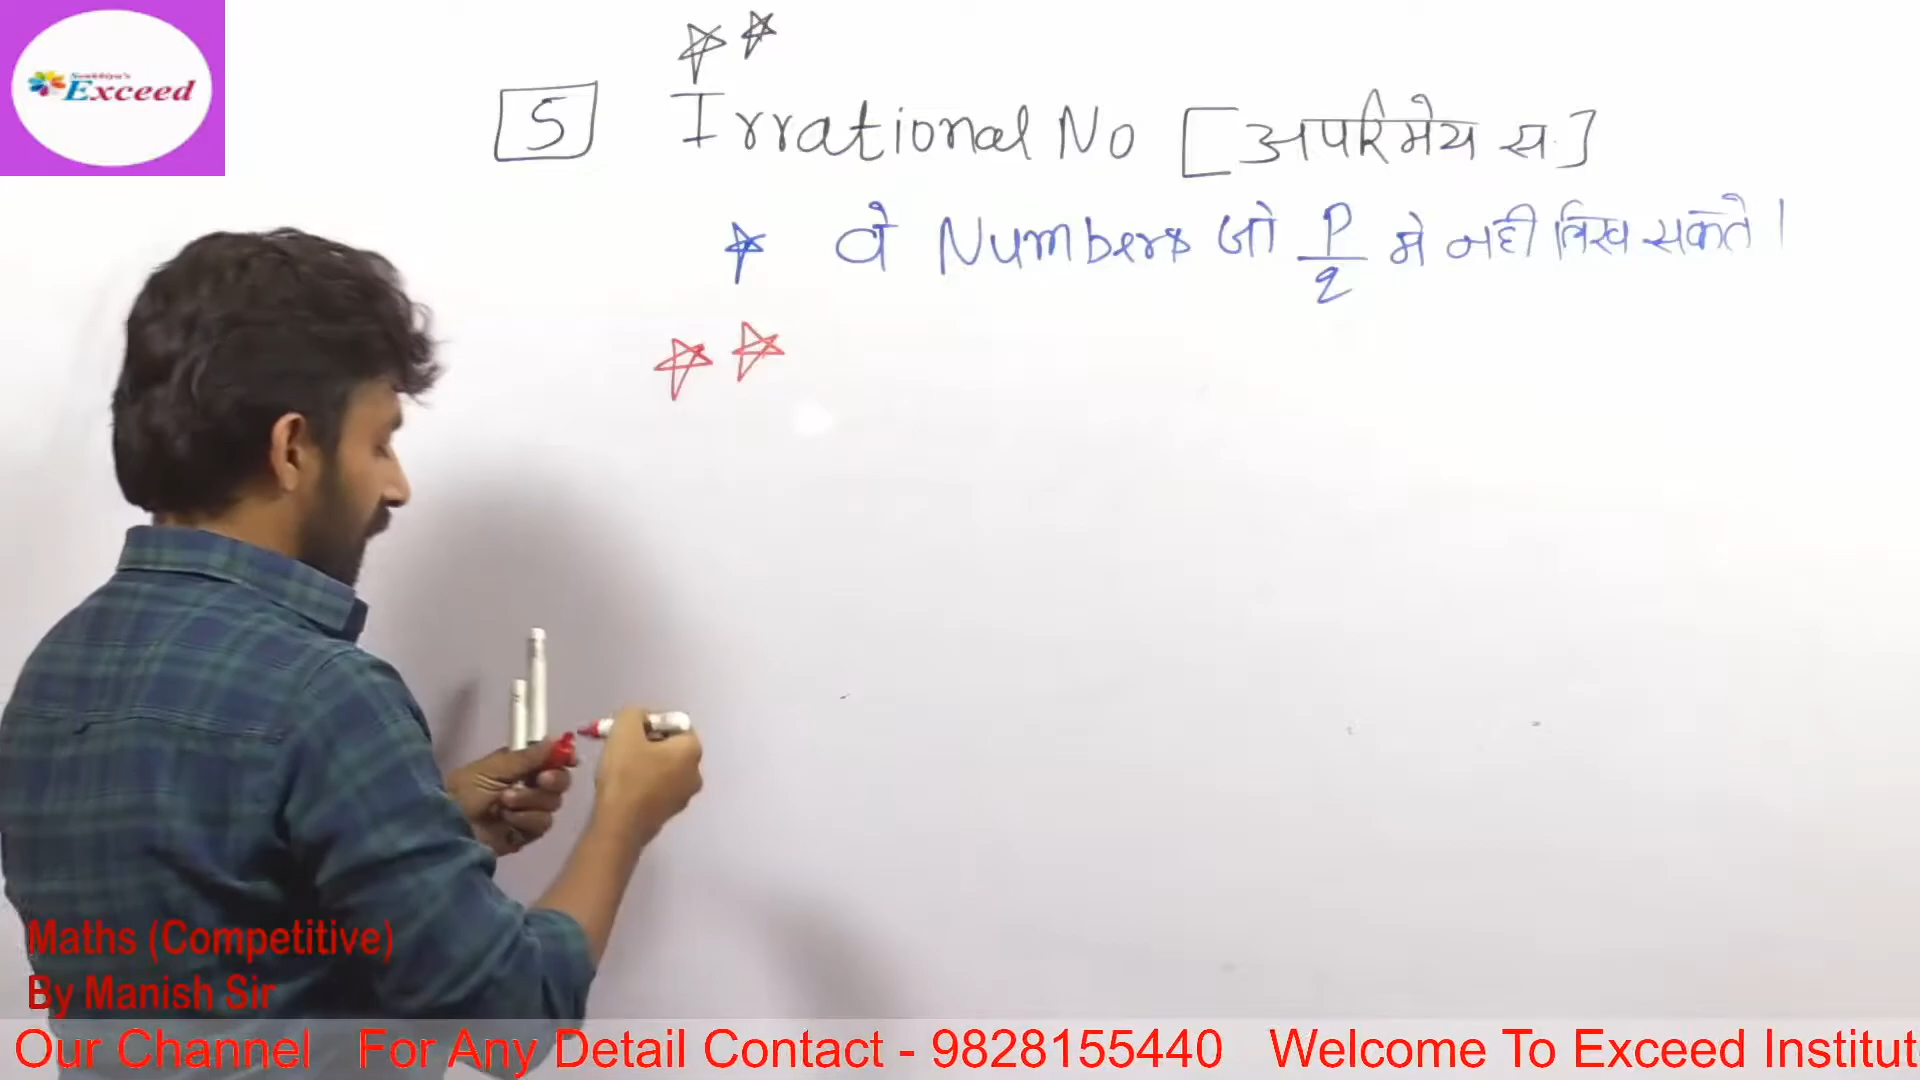 Exceed
5 Irrational No [अपरिमेय स.]
वे Numbers जो P/q मे नही लिख सकते।
Maths (Competitive)
By Manish Sir
Our Channel For Any Detail Contact - 9828155440 Welcome To Exceed Institut